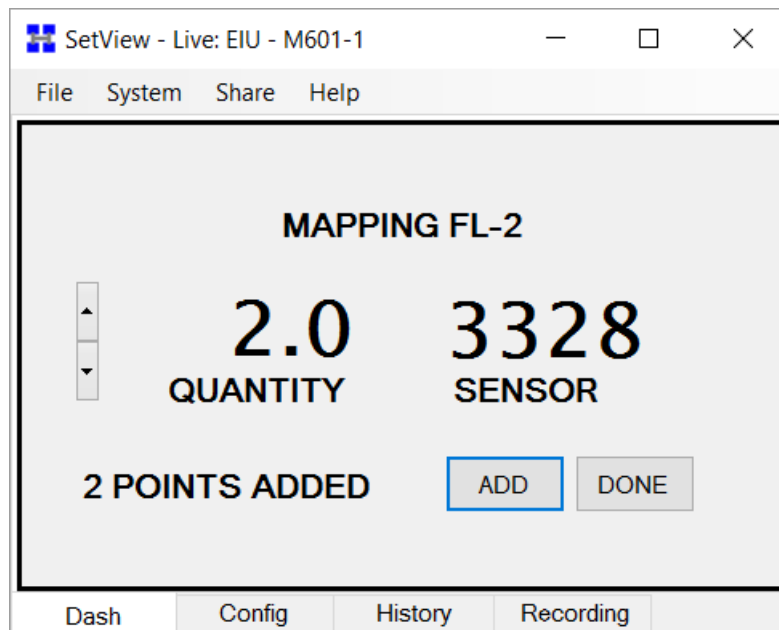 SetView - Live: EIU - M601-1
File System Share Help
MAPPING FL-2
2.0 3328
QUANTITY SENSOR
2 POINTS ADDED ADD DONE
Dash Config History Recording